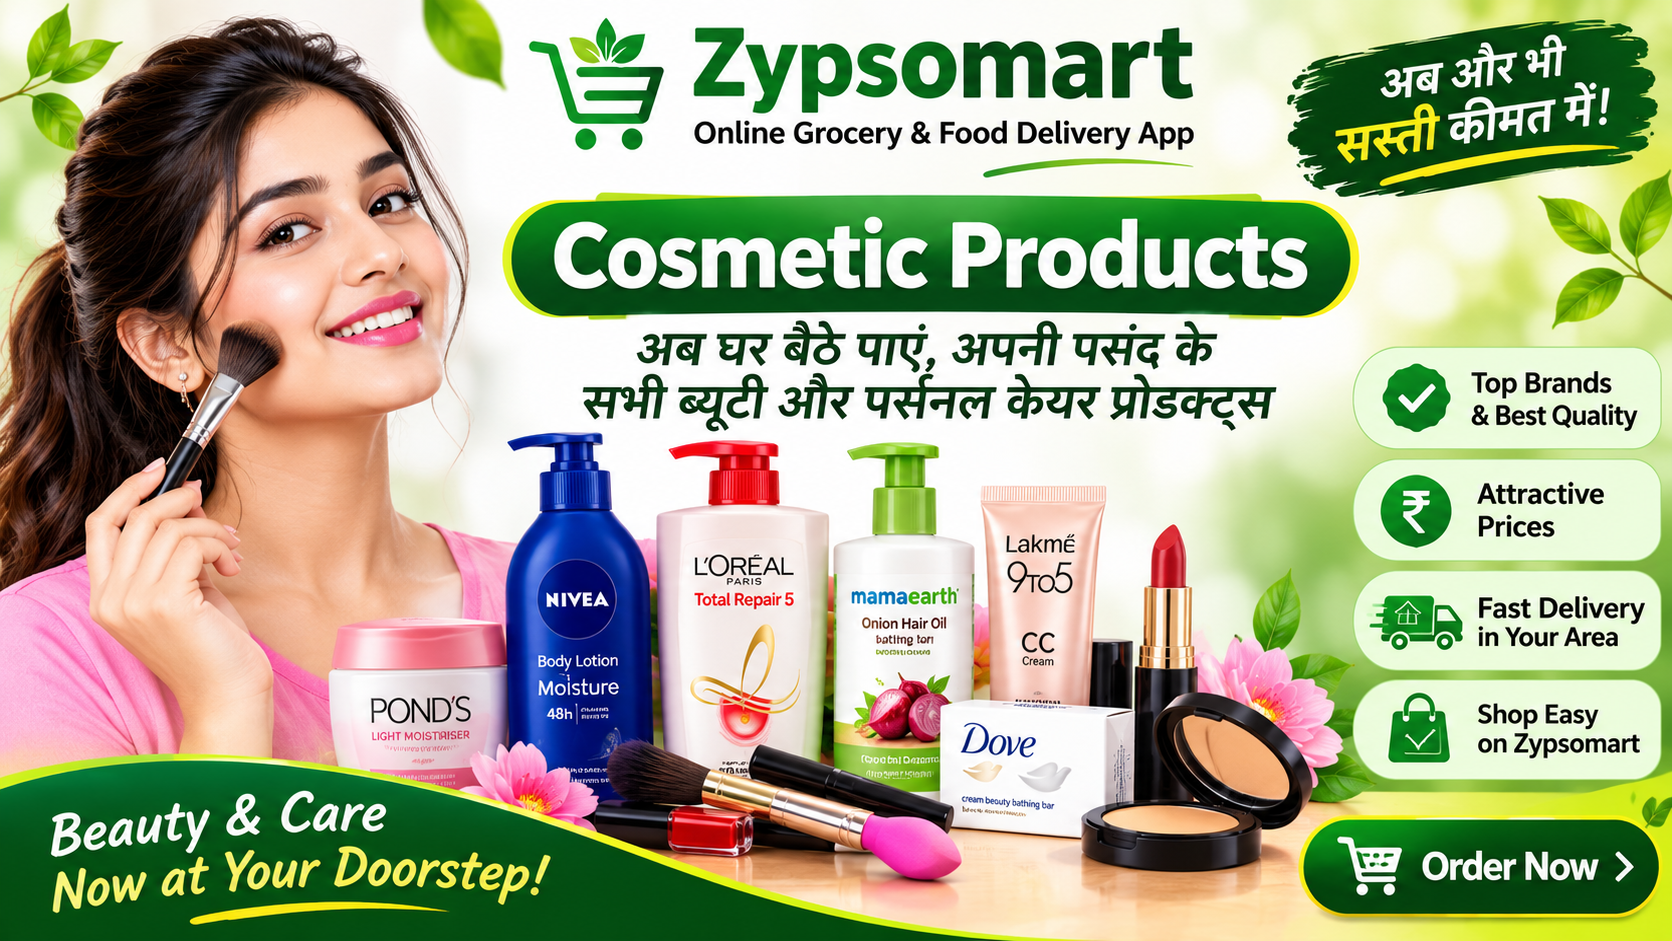 Zypsomart
Online Grocery & Food Delivery App
अब और भी
सस्ती कीमत में!
Cosmetic Products
अब घर बैठे पाएं, अपनी पसंद के
सभी ब्यूटी और पर्सनल केयर प्रोडक्ट्स
Top Brands
& Best Quality
₹
Attractive
Prices
Fast Delivery
in Your Area
Shop Easy
on Zypsomart
POND'S
LIGHT MOISTURISER
NIVEA
Body Lotion
Moisture
48h
L'ORÉAL
PARIS
Total Repair 5
mamaearth
Onion Hair Oil
Lakmē
9TO5
CC
Cream
Dove
cream beauty bathing bar
Beauty & Care
Now at Your Doorstep!
Order Now